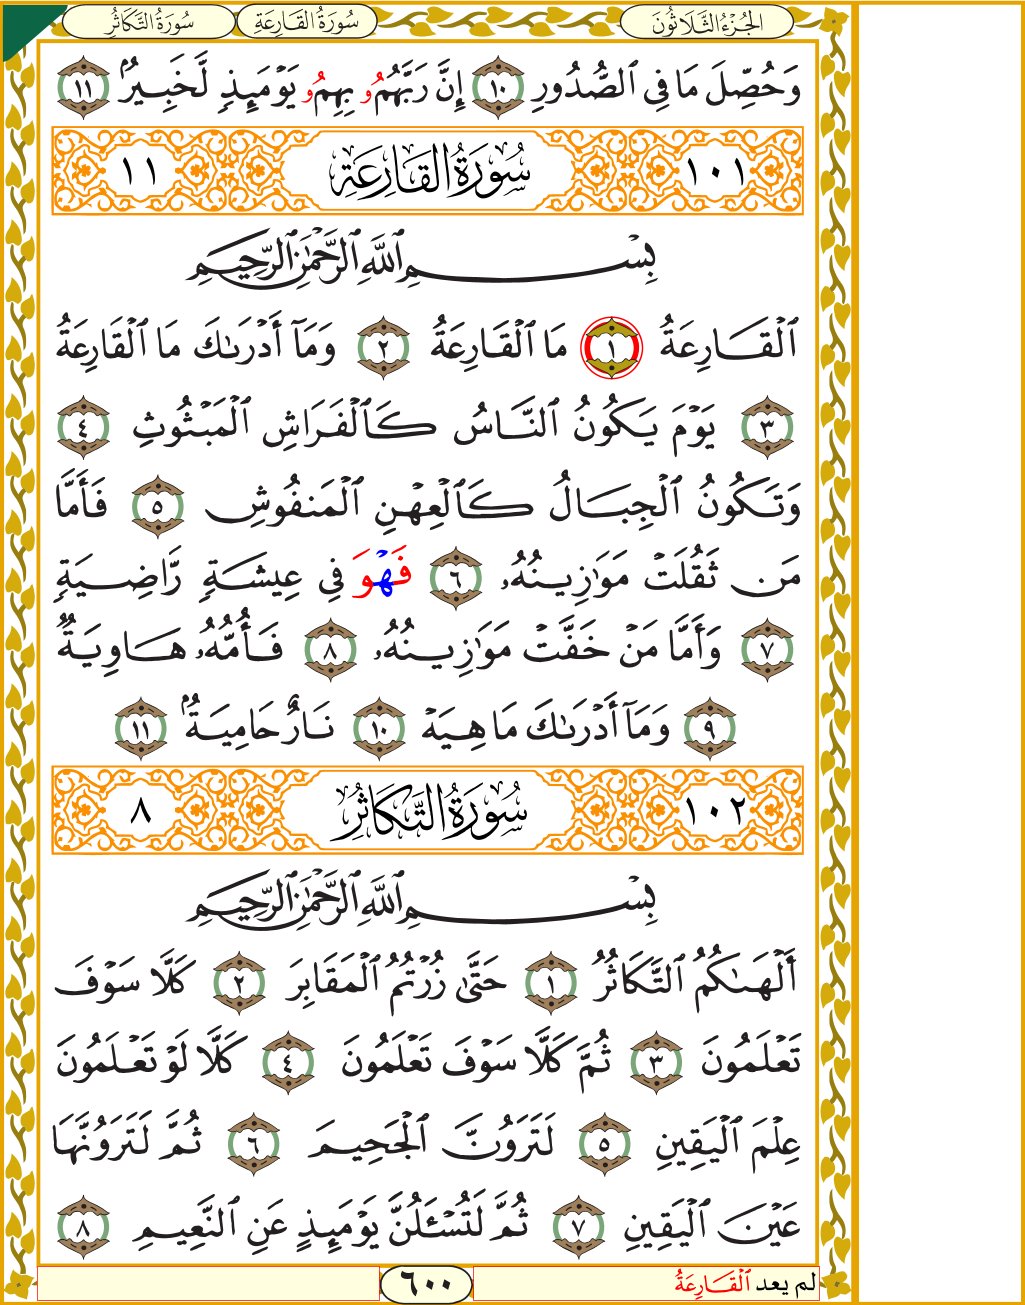 الجُزْءُ الثَّلَاثُونَ سُورَةُ القَارِعَةِ سُورَةُ التَّكَاثُرِ
وَحُصِّلَ مَا فِي ٱلصُّدُورِ ١٠ إِنَّ رَبَّهُمُۥ بِهِمُۥ يَوْمَئِذٖ لَّخَبِيرُۢ ١١
١٠١ سُورَةُ القَارِعَةِ ١١
بِسْمِ ٱللَّهِ ٱلرَّحْمَٰنِ ٱلرَّحِيمِ
ٱلْقَارِعَةُ ١ مَا ٱلْقَارِعَةُ ٢ وَمَآ أَدْرَىٰكَ مَا ٱلْقَارِعَةُ
٣ يَوْمَ يَكُونُ ٱلنَّاسُ كَٱلْفَرَاشِ ٱلْمَبْثُوثِ ٤
وَتَكُونُ ٱلْجِبَالُ كَٱلْعِهْنِ ٱلْمَنفُوشِ ٥ فَأَمَّا
مَن ثَقُلَتْ مَوَٰزِينُهُۥ ٦ فَهْوَ فِي عِيشَةٖ رَّاضِيَةٖ
٧ وَأَمَّا مَنْ خَفَّتْ مَوَٰزِينُهُۥ ٨ فَأُمُّهُۥ هَاوِيَةٞ
٩ وَمَآ أَدْرَىٰكَ مَا هِيَهْ ١٠ نَارٌ حَامِيَةُۢ ١١
١٠٢ سُورَةُ التَّكَاثُرِ ٨
بِسْمِ ٱللَّهِ ٱلرَّحْمَٰنِ ٱلرَّحِيمِ
أَلْهَىٰكُمُ ٱلتَّكَاثُرُ ١ حَتَّىٰ زُرْتُمُ ٱلْمَقَابِرَ ٢ كَلَّا سَوْفَ
تَعْلَمُونَ ٣ ثُمَّ كَلَّا سَوْفَ تَعْلَمُونَ ٤ كَلَّا لَوْ تَعْلَمُونَ
عِلْمَ ٱلْيَقِينِ ٥ لَتَرَوُنَّ ٱلْجَحِيمَ ٦ ثُمَّ لَتَرَوُنَّهَا
عَيْنَ ٱلْيَقِينِ ٧ ثُمَّ لَتُسْـَٔلُنَّ يَوْمَئِذٍ عَنِ ٱلنَّعِيمِ ٨
لم يعد ٱلْقَارِعَةُ ٦٠٠